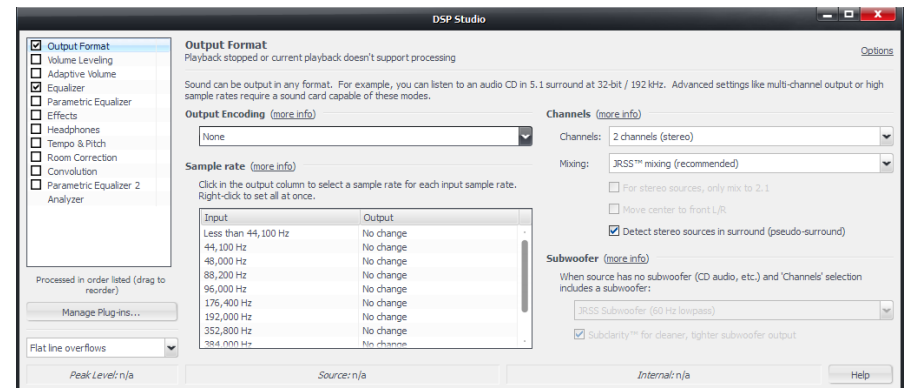 DSP Studio
Output Format
Volume Leveling
Adaptive Volume
Equalizer
Parametric Equalizer
Effects
Headphones
Tempo & Pitch
Room Correction
Convolution
Parametric Equalizer 2
Analyzer
Processed in order listed (drag to
reorder)
Manage Plug-ins...
Flat line overflows
Output Format
Playback stopped or current playback doesn't support processing
Options
Sound can be output in any format. For example, you can listen to an audio CD in 5.1 surround at 32-bit / 192 kHz. Advanced settings like multi-channel output or high
sample rates require a sound card capable of these modes.
Output Encoding (more info)
None
Sample rate (more info)
Click in the output column to select a sample rate for each input sample rate.
Right-click to set all at once.
Input Output
Less than 44,100 Hz No change
44,100 Hz No change
48,000 Hz No change
88,200 Hz No change
96,000 Hz No change
176,400 Hz No change
192,000 Hz No change
352,800 Hz No change
384,000 Hz No change
Channels (more info)
Channels: 2 channels (stereo)
Mixing: JRSS™ mixing (recommended)
For stereo sources, only mix to 2.1
Move center to front L/R
Detect stereo sources in surround (pseudo-surround)
Subwoofer (more info)
When source has no subwoofer (CD audio, etc.) and 'Channels' selection
includes a subwoofer:
JRSS Subwoofer (60 Hz lowpass)
Subclarity™ for cleaner, tighter subwoofer output
Peak Level: n/a
Source: n/a
Internal: n/a
Help